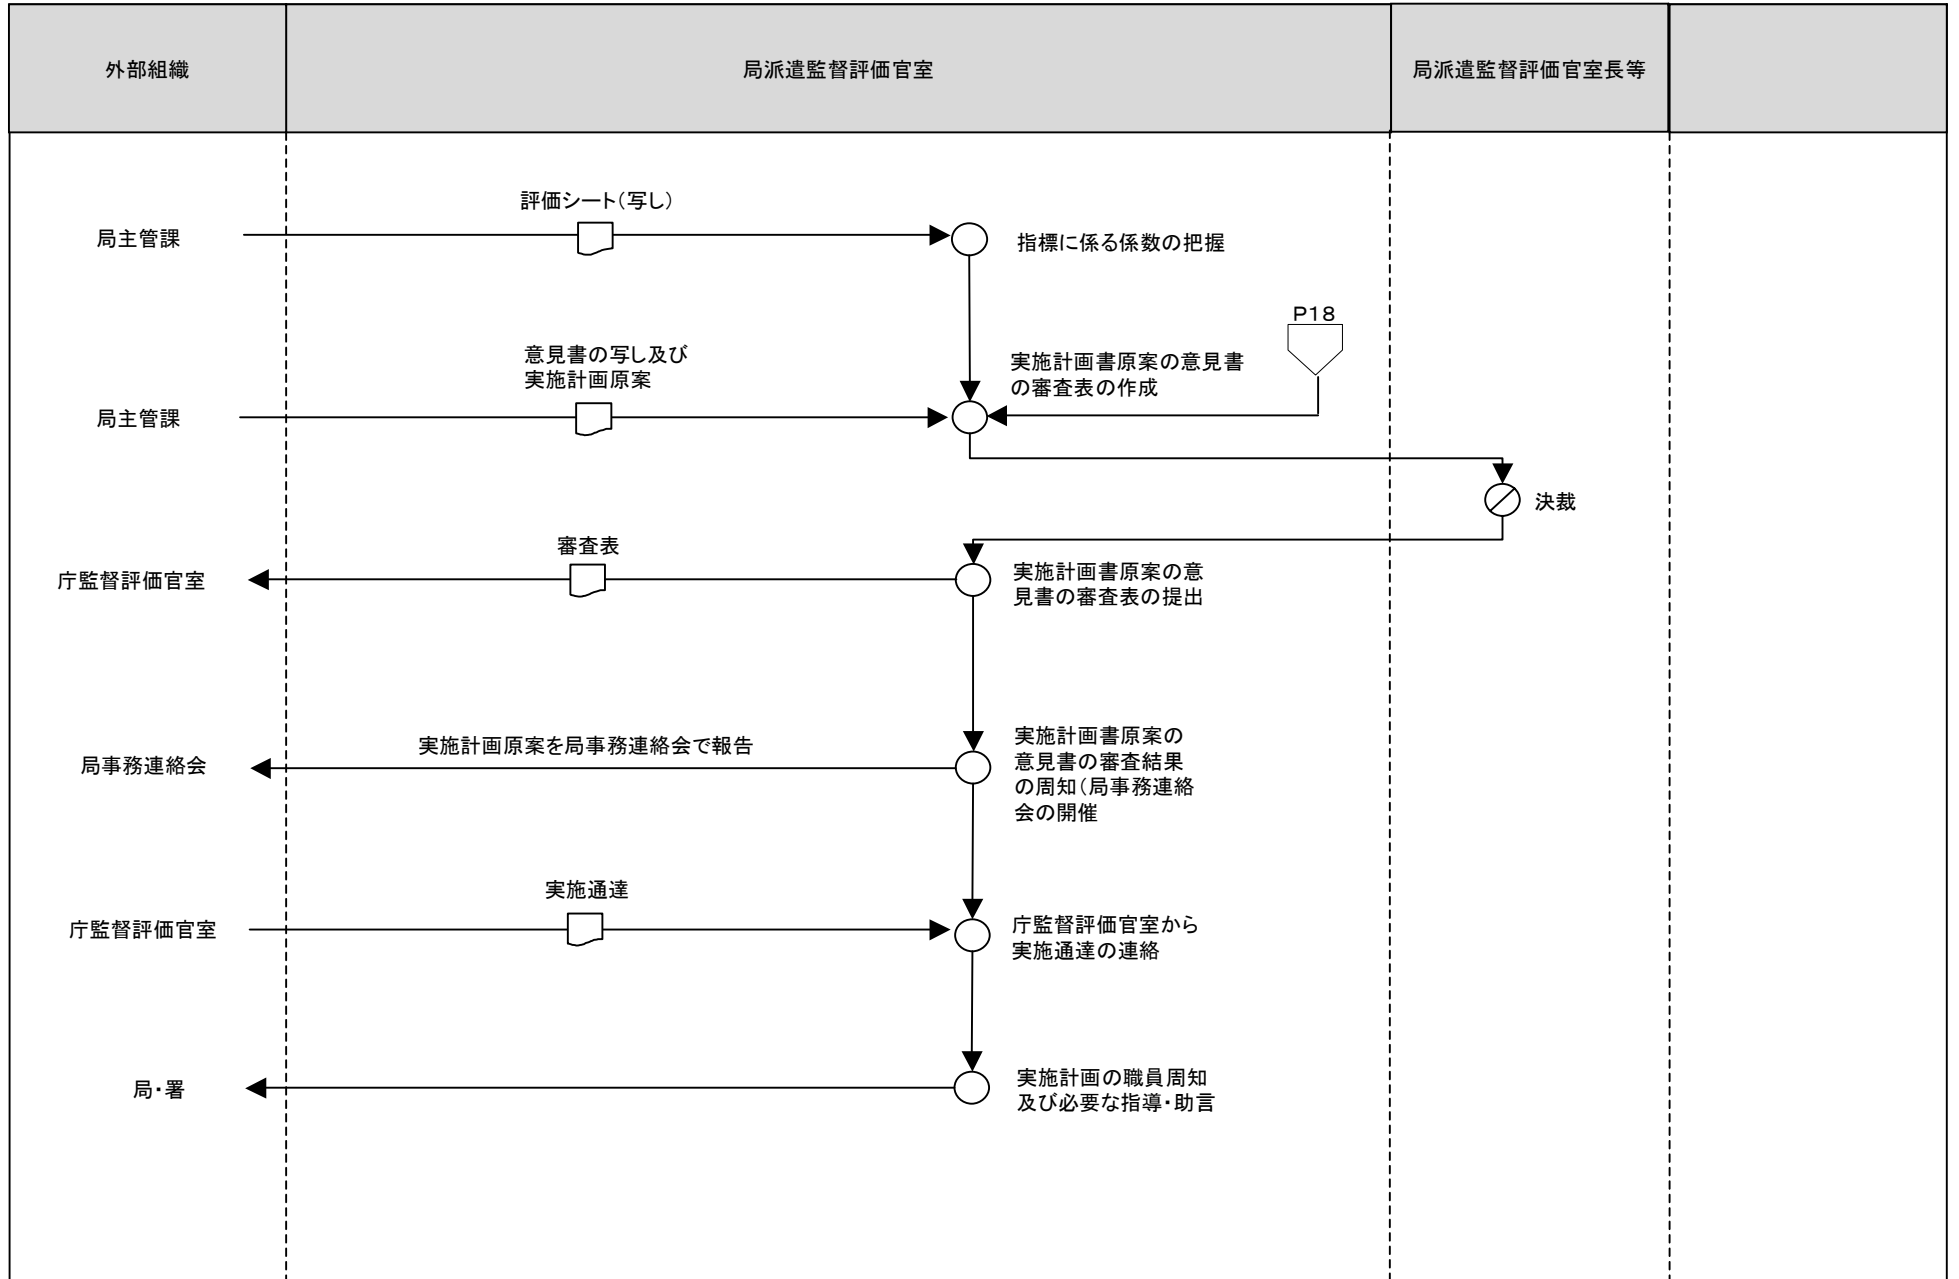 外部組織
局派遣監督評価官室
局派遣監督評価官室長等
評価シート(写し)
局主管課
指標に係る係数の把握
P18
意見書の写し及び
実施計画原案
実施計画書原案の意見書
の審査表の作成
局主管課
決裁
審査表
庁監督評価官室
実施計画書原案の意
見書の審査表の提出
実施計画原案を局事務連絡会で報告
局事務連絡会
実施計画書原案の
意見書の審査結果
の周知(局事務連絡
会の開催
実施通達
庁監督評価官室
庁監督評価官室から
実施通達の連絡
局・署
実施計画の職員周知
及び必要な指導・助言